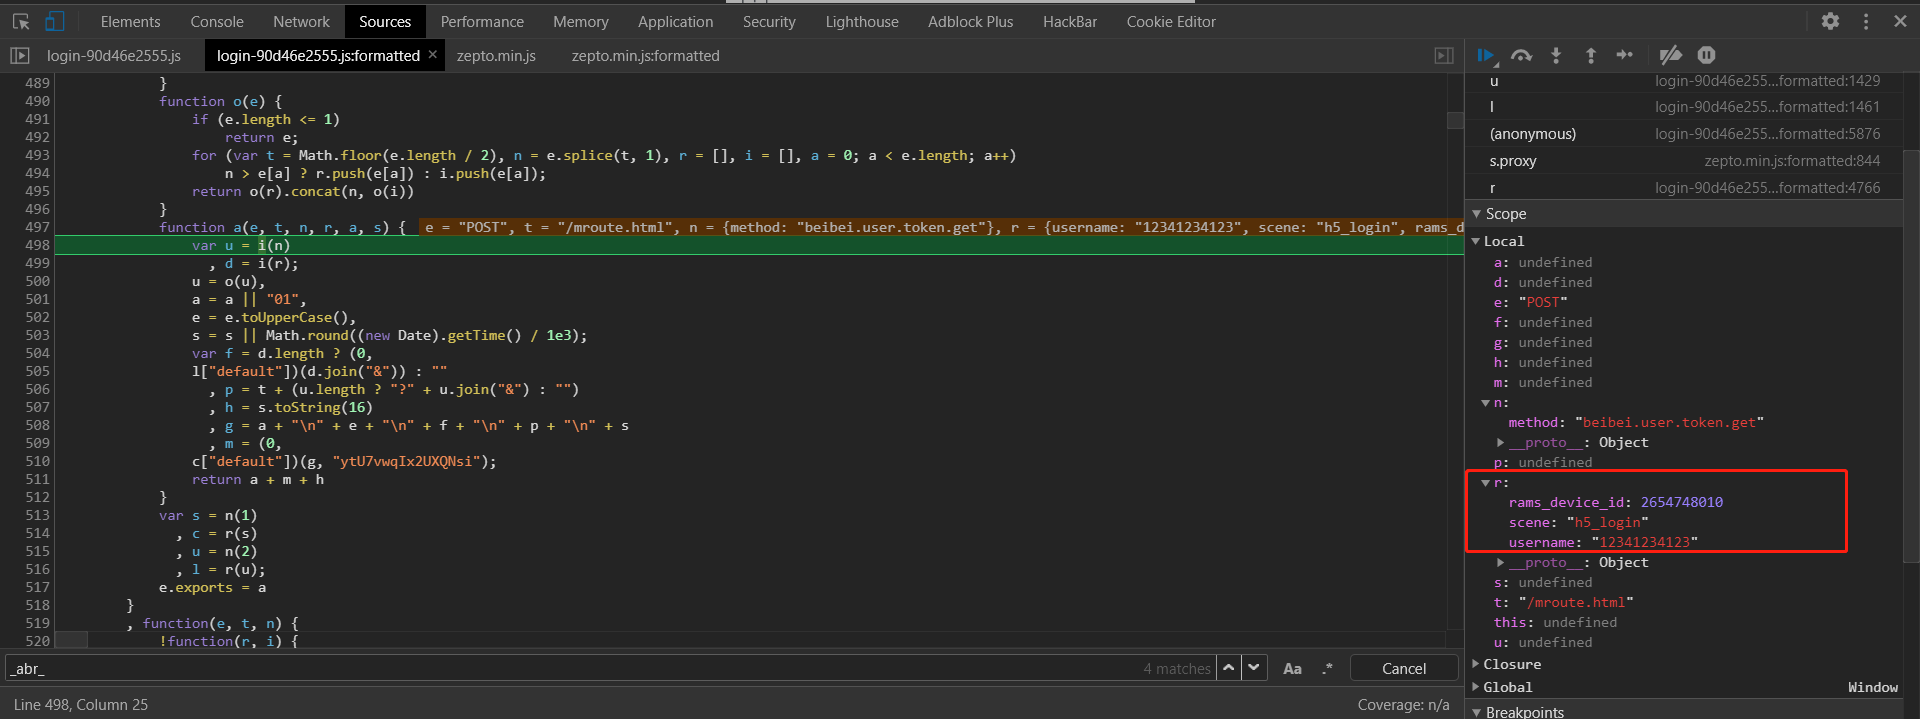 Elements Console Network Sources Performance Memory Application Security Lighthouse Adblock Plus HackBar Cookie Editor
login-90d46e2555.js login-90d46e2555.js:formatted × zepto.min.js zepto.min.js:formatted
489 }
490 function o(e) {
491 if (e.length <= 1)
492 return e;
493 for (var t = Math.floor(e.length / 2), n = e.splice(t, 1), r = [], i = [], a = 0; a < e.length; a++)
494 n > e[a] ? r.push(e[a]) : i.push(e[a]);
495 return o(r).concat(n, o(i))
496 }
497 function a(e, t, n, r, a, s) { e = "POST", t = "/mroute.html", n = {method: "beibei.user.token.get"}, r = {username: "12341234123", scene: "h5_login", rams_d
498 var u = i(n)
499 , d = i(r);
500 u = o(u),
501 a = a || "01",
502 e = e.toUpperCase(),
503 s = s || Math.round((new Date).getTime() / 1e3);
504 var f = d.length ? (0,
505 l["default"])(d.join("&")) : ""
506 , p = t + (u.length ? "?" + u.join("&") : "")
507 , h = s.toString(16)
508 , g = a + "\n" + e + "\n" + f + "\n" + p + "\n" + s
509 , m = (0,
510 c["default"])(g, "ytU7vwqIx2UXQNsi");
511 return a + m + h
512 }
513 var s = n(1)
514 , c = r(s)
515 , u = n(2)
516 , l = r(u);
517 e.exports = a
518 }
519 , function(e, t, n) {
520 !function(r, i) {
_abr_ 4 matches Aa .* Cancel
Line 498, Column 25 Coverage: n/a
u login-90d46e255…formatted:1429
l login-90d46e255…formatted:1461
(anonymous) login-90d46e255…formatted:5876
s.proxy zepto.min.js:formatted:844
r login-90d46e255…formatted:4766
Scope
Local
a: undefined
d: undefined
e: "POST"
f: undefined
g: undefined
h: undefined
m: undefined
n:
method: "beibei.user.token.get"
__proto__: Object
p: undefined
r:
rams_device_id: 2654748010
scene: "h5_login"
username: "12341234123"
__proto__: Object
s: undefined
t: "/mroute.html"
this: undefined
u: undefined
Closure
Global Window
Breakpoints